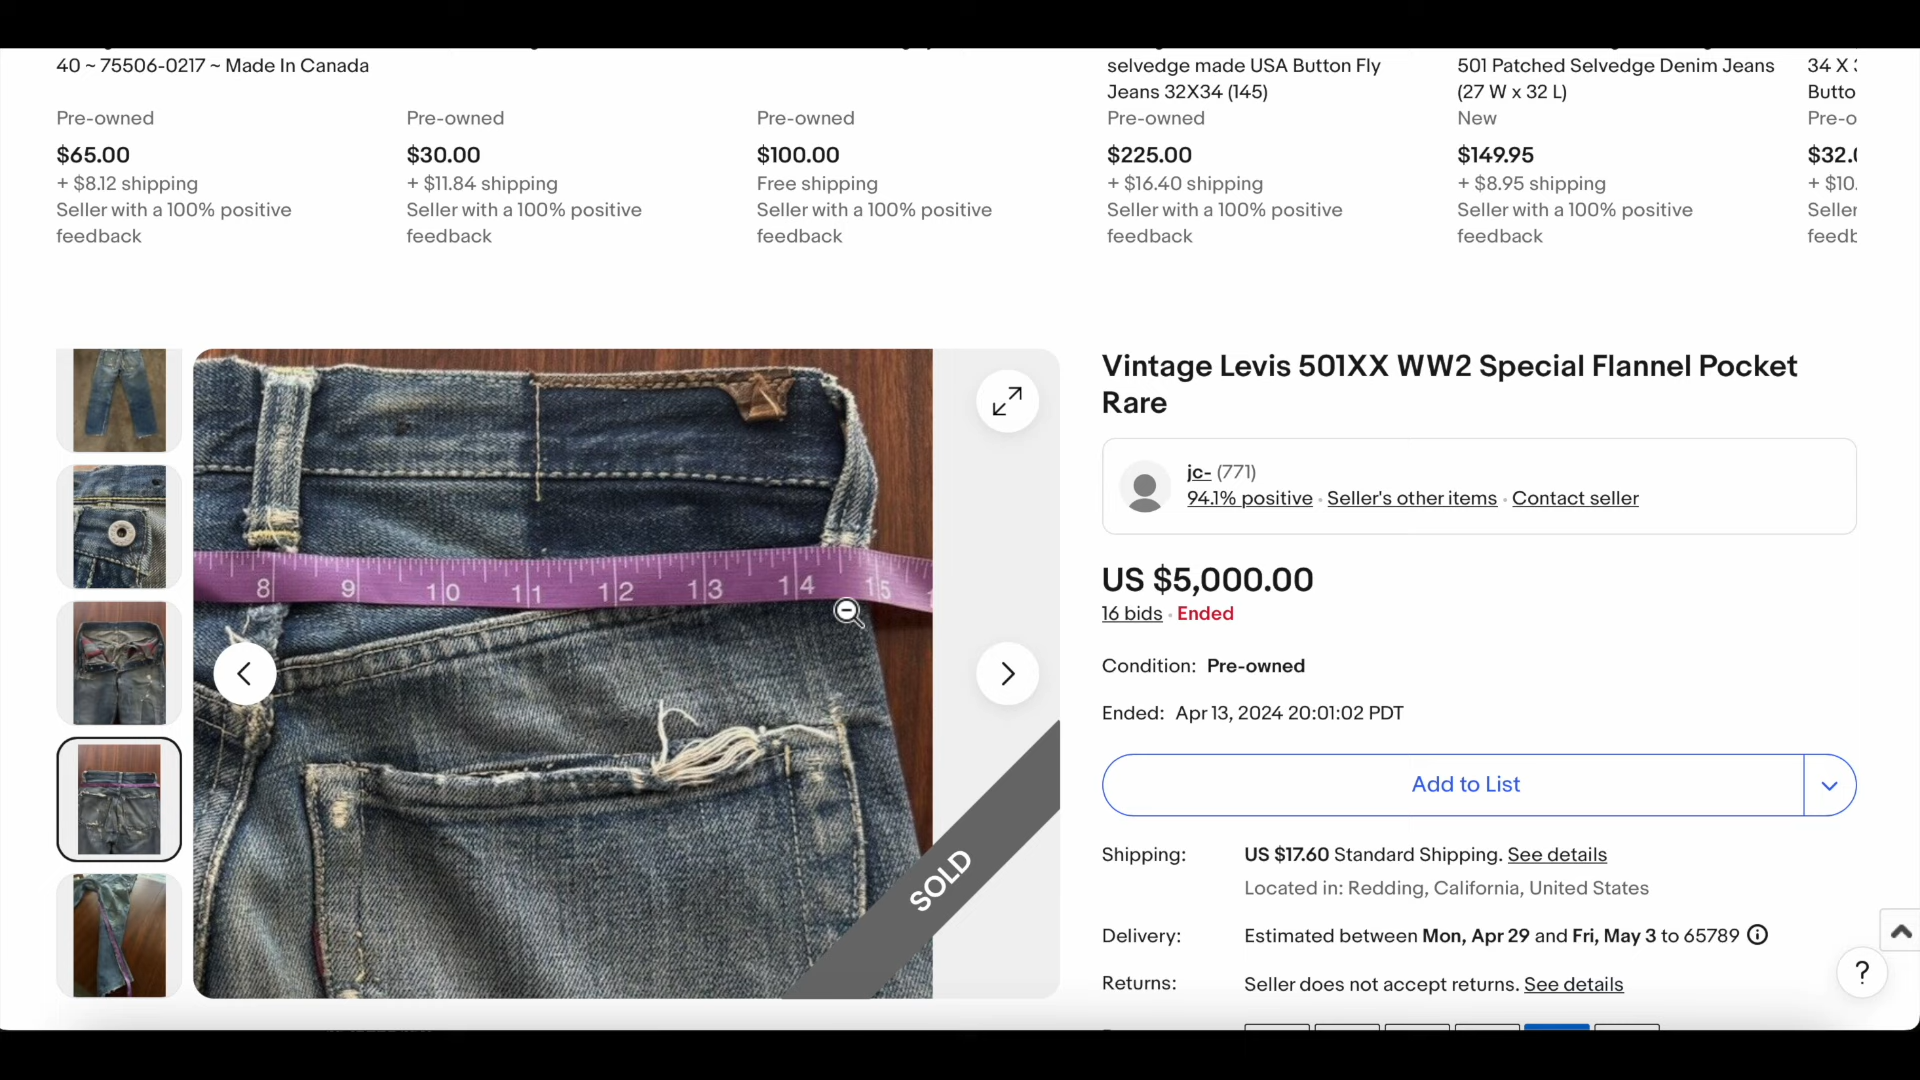 40 ~ 75506-0217 ~ Made In Canada
Pre-owned
$65.00
+ $8.12 shipping
Seller with a 100% positive
feedback
Pre-owned
$30.00
+ $11.84 shipping
Seller with a 100% positive
feedback
Pre-owned
$100.00
Free shipping
Seller with a 100% positive
feedback
selvedge made USA Button Fly
Jeans 32X34 (145)
Pre-owned
$225.00
+ $16.40 shipping
Seller with a 100% positive
feedback
501 Patched Selvedge Denim Jeans
(27 W x 32 L)
New
$149.95
+ $8.95 shipping
Seller with a 100% positive
feedback
34 X
Butto
Pre-o
$32.
+ $10.
Seller
feedb
8 9 10 11 12 13 14 15
SOLD
Vintage Levis 501XX WW2 Special Flannel Pocket
Rare
jc- (771)
94.1% positive · Seller's other items · Contact seller
US $5,000.00
16 bids · Ended
Condition: Pre-owned
Ended: Apr 13, 2024 20:01:02 PDT
Add to List
Shipping: US $17.60 Standard Shipping. See details
Located in: Redding, California, United States
Delivery: Estimated between Mon, Apr 29 and Fri, May 3 to 65789
Returns: Seller does not accept returns. See details
?